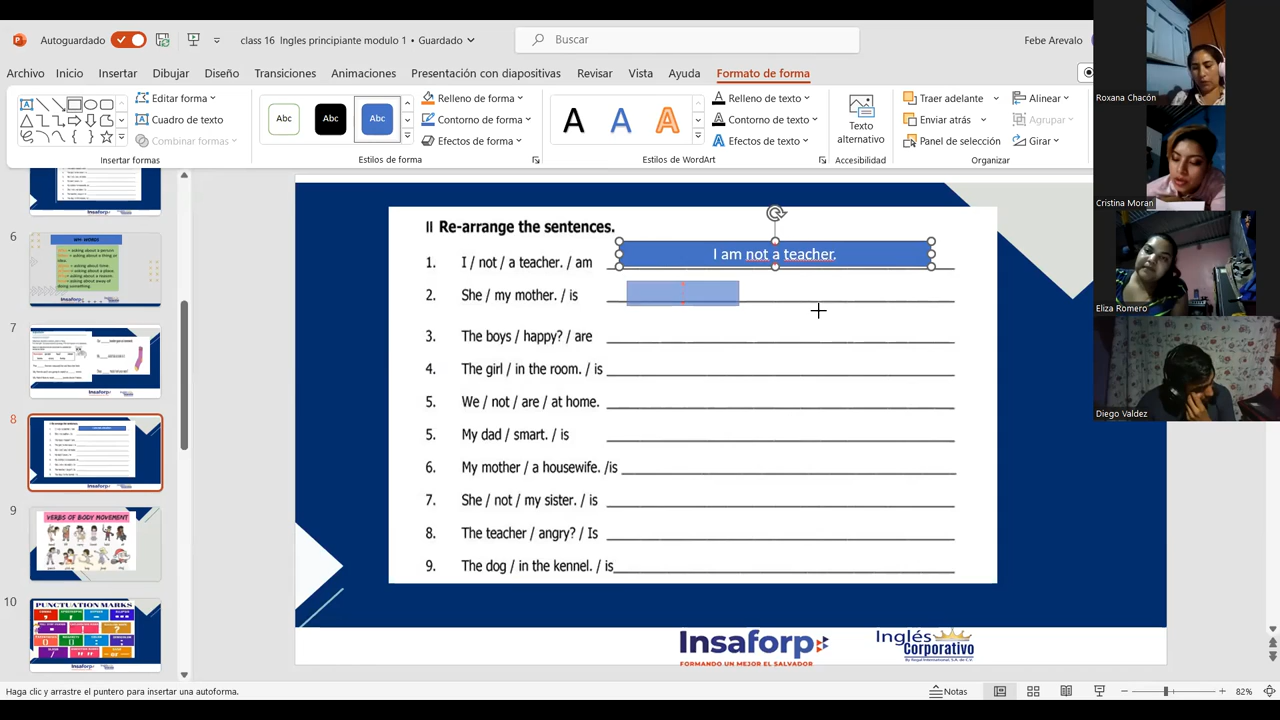 Autoguardado
class 16 Ingles principiante modulo 1 • Guardado
Buscar
Febe Arevalo
Archivo Inicio Insertar Dibujar Diseño Transiciones Animaciones Presentación con diapositivas Revisar Vista Ayuda Formato de forma
Editar forma
Cuadro de texto
Combinar formas
Insertar formas
Abc Abc Abc
Relleno de forma
Contorno de forma
Efectos de forma
Estilos de forma
A A A
Relleno de texto
Contorno de texto
Efectos de texto
Estilos de WordArt
Texto
alternativo
Accesibilidad
Traer adelante
Enviar atrás
Panel de selección
Alinear
Agrupar
Girar
Organizar
Roxana Chacón
Cristina Moran
Eliza Romero
Diego Valdez
6
7
8
9
VERBS OF BODY MOVEMENT
10
PUNCTUATION MARKS
II Re-arrange the sentences.
I am not a teacher.
1. I / not / a teacher. / am
2. She / my mother. / is
3. The boys / happy? / are
4. The girl / in the room. / is
5. We / not / are / at home.
5. My dad / smart. / is
6. My mother / a housewife. /is
7. She / not / my sister. / is
8. The teacher / angry? / Is
9. The dog / in the kennel. / is
Insaforp
FORMANDO UN MEJOR EL SALVADOR
Inglés
Corporativo
Haga clic y arrastre el puntero para insertar una autoforma.
Notas
82%